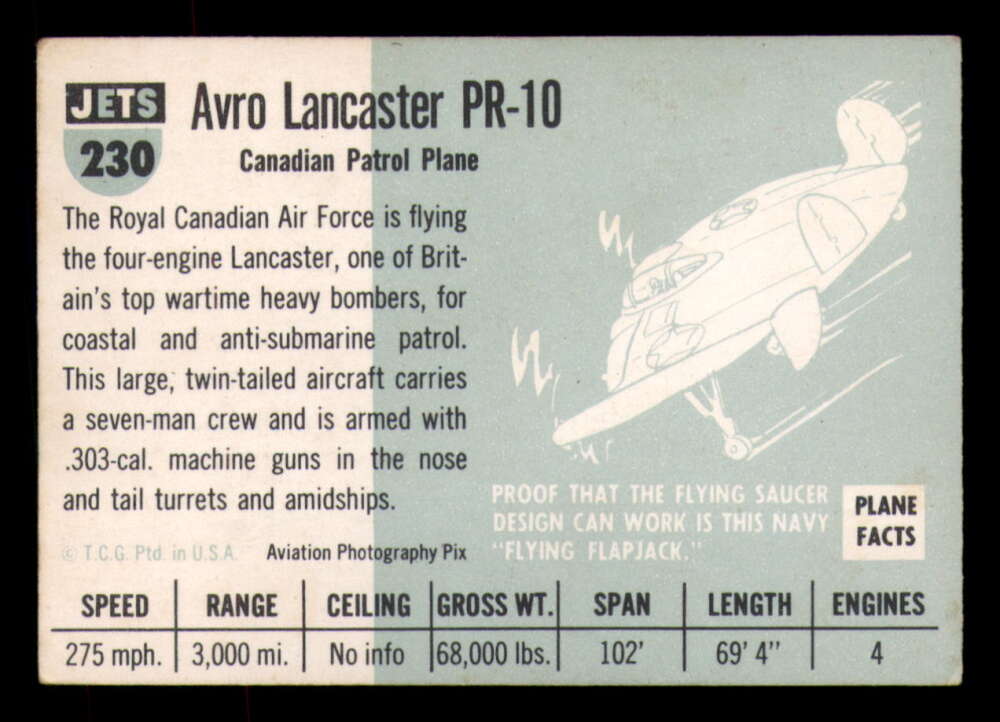 JETS
230
Avro Lancaster PR-10
Canadian Patrol Plane
The Royal Canadian Air Force is flying
the four-engine Lancaster, one of Brit-
ain's top wartime heavy bombers, for
coastal and anti-submarine patrol.
This large, twin-tailed aircraft carries
a seven-man crew and is armed with
.303-cal. machine guns in the nose
and tail turrets and amidships.
© T.C.G. Ptd. in U.S.A. Aviation Photography Pix
PROOF THAT THE FLYING SAUCER
DESIGN CAN WORK IS THIS NAVY
"FLYING FLAPJACK."
PLANE
FACTS
SPEED RANGE CEILING GROSS WT. SPAN LENGTH ENGINES
275 mph. 3,000 mi. No info 68,000 lbs. 102' 69' 4" 4